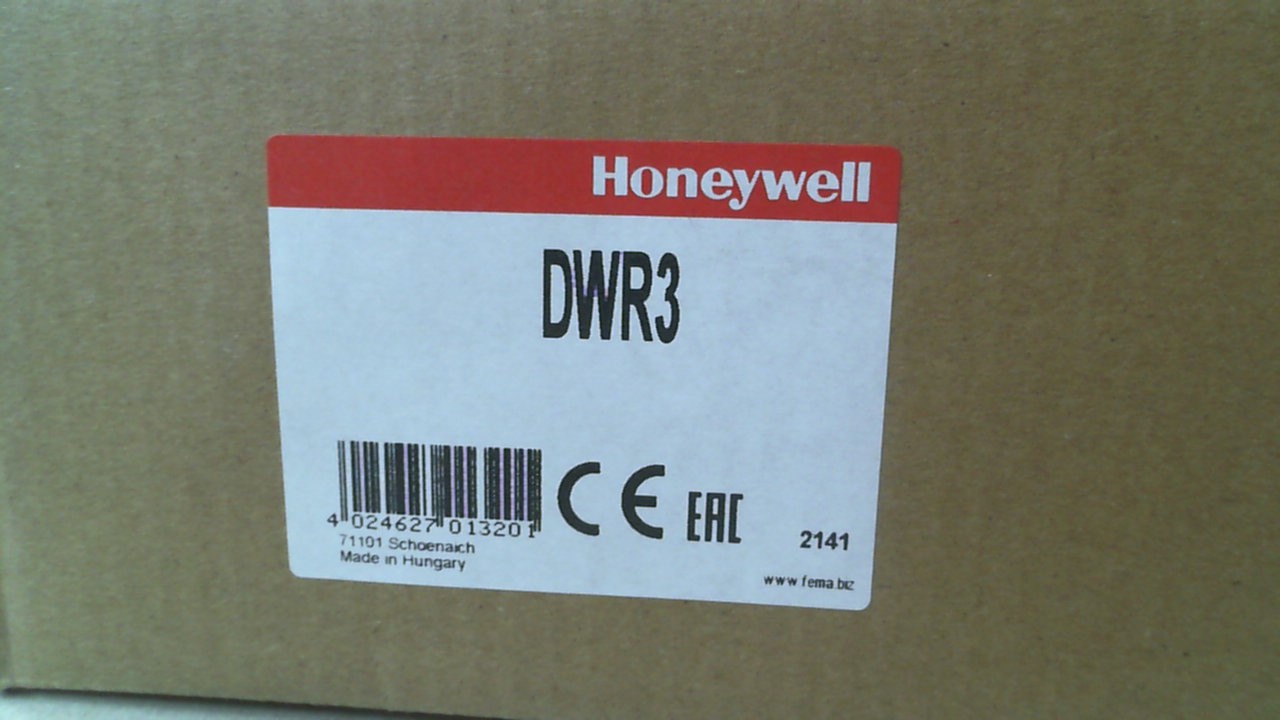 Honeywell
DWR3
4 024627 013201
CE EAC
2141
71101 Schoenaich
Made in Hungary
www.fema.biz